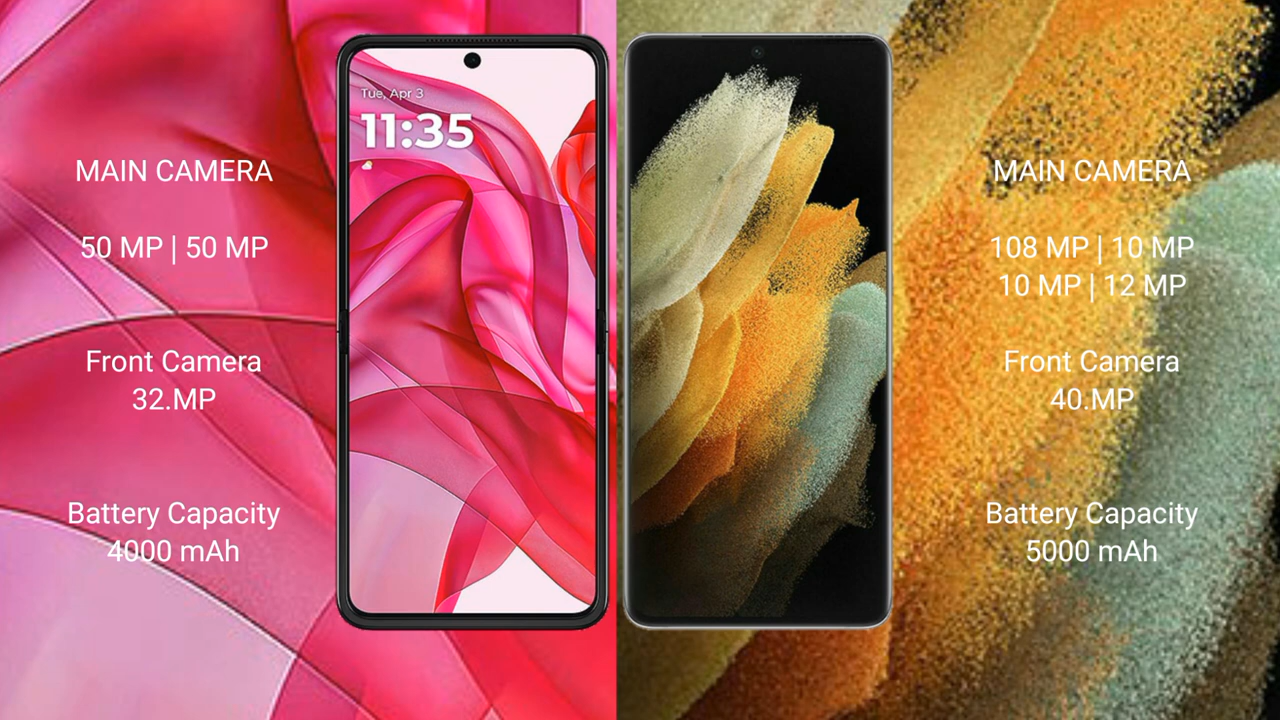 MAIN CAMERA
50 MP | 50 MP
Front Camera
32.MP
Battery Capacity
4000 mAh
Tue, Apr 3
11:35
MAIN CAMERA
108 MP | 10 MP
10 MP | 12 MP
Front Camera
40.MP
Battery Capacity
5000 mAh